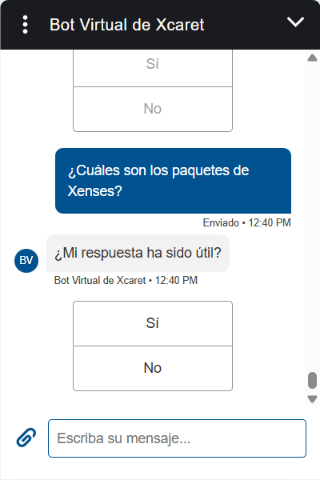 Bot Virtual de Xcaret
Sí
No
¿Cuáles son los paquetes de
Xenses?
Enviado • 12:40 PM
BV
¿Mi respuesta ha sido útil?
Bot Virtual de Xcaret • 12:40 PM
Sí
No
Escriba su mensaje...